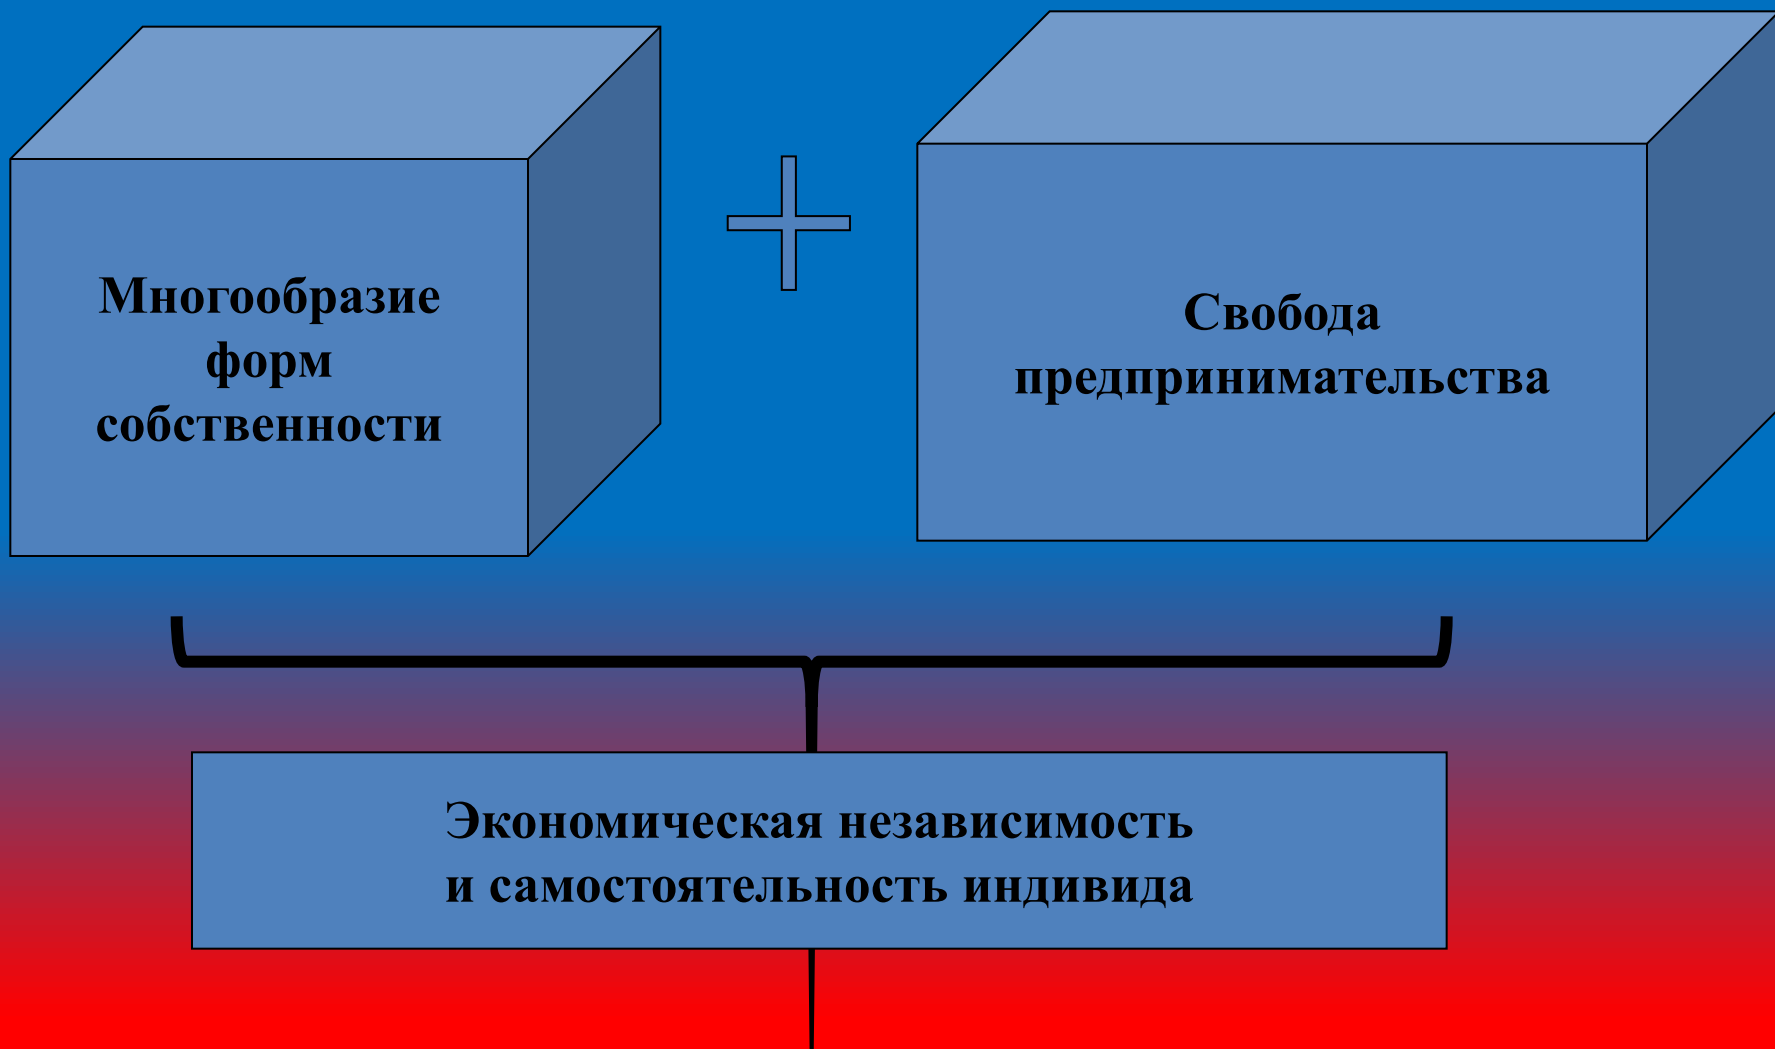 Многообразие
форм
собственности
Свобода
предпринимательства
Экономическая независимость
и самостоятельность индивида